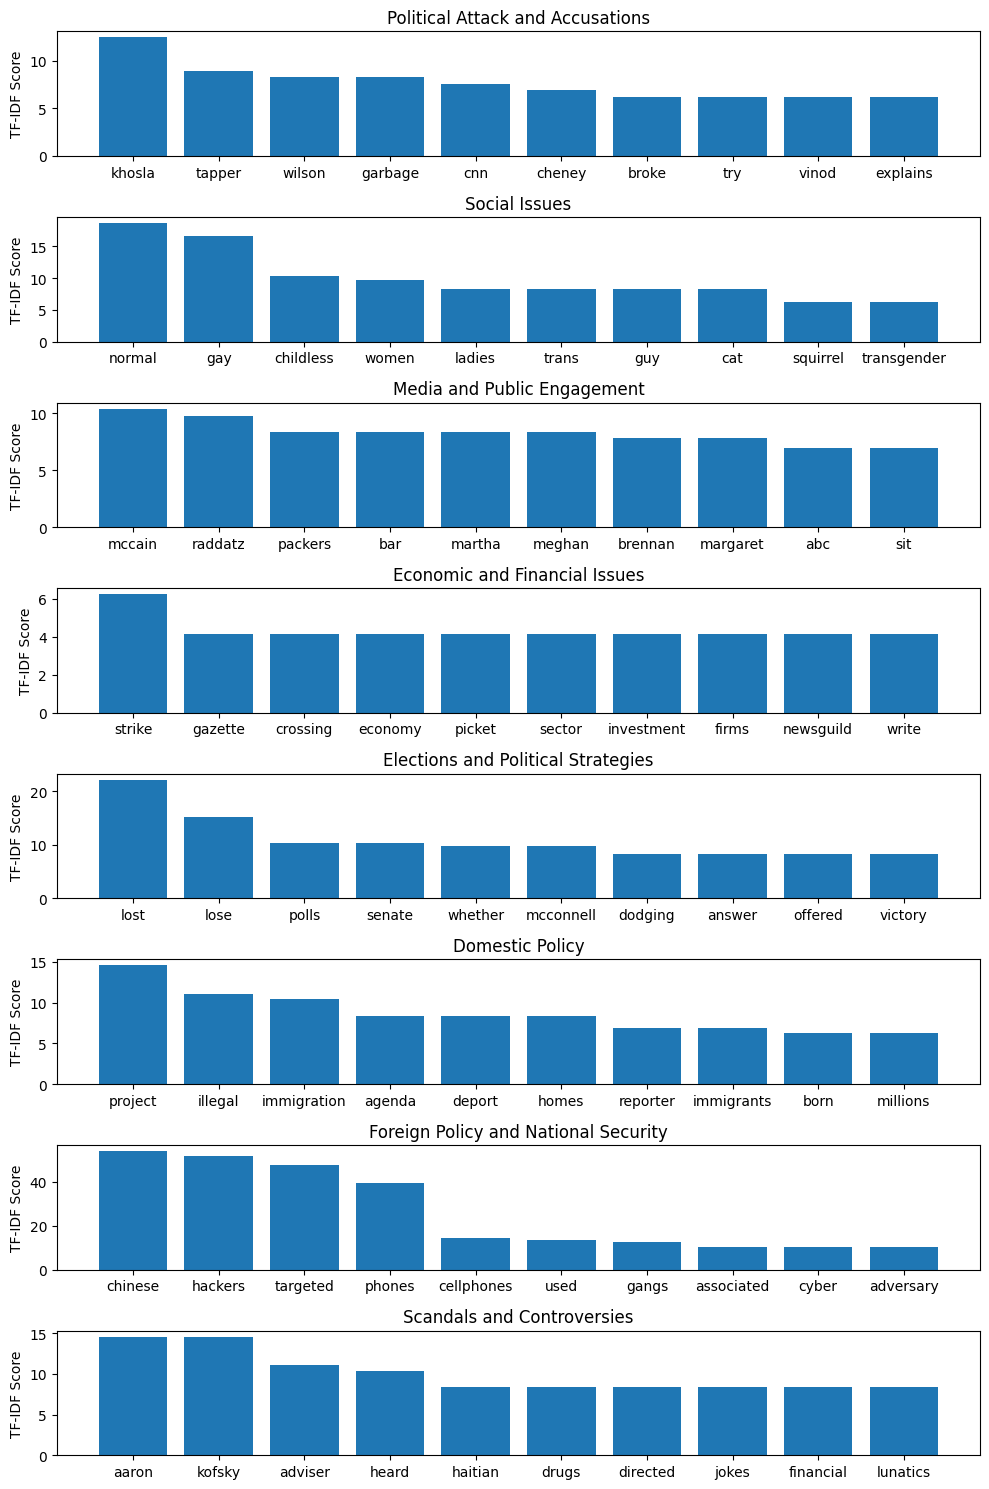 Political Attack and Accusations
TF-IDF Score
10
5
0
khosla tapper wilson garbage cnn cheney broke try vinod explains
Social Issues
TF-IDF Score
15
10
5
0
normal gay childless women ladies trans guy cat squirrel transgender
Media and Public Engagement
TF-IDF Score
10
5
0
mccain raddatz packers bar martha meghan brennan margaret abc sit
Economic and Financial Issues
TF-IDF Score
6
4
2
0
strike gazette crossing economy picket sector investment firms newsguild write
Elections and Political Strategies
TF-IDF Score
20
10
0
lost lose polls senate whether mcconnell dodging answer offered victory
Domestic Policy
TF-IDF Score
15
10
5
0
project illegal immigration agenda deport homes reporter immigrants born millions
Foreign Policy and National Security
TF-IDF Score
40
20
0
chinese hackers targeted phones cellphones used gangs associated cyber adversary
Scandals and Controversies
TF-IDF Score
15
10
5
0
aaron kofsky adviser heard haitian drugs directed jokes financial lunatics